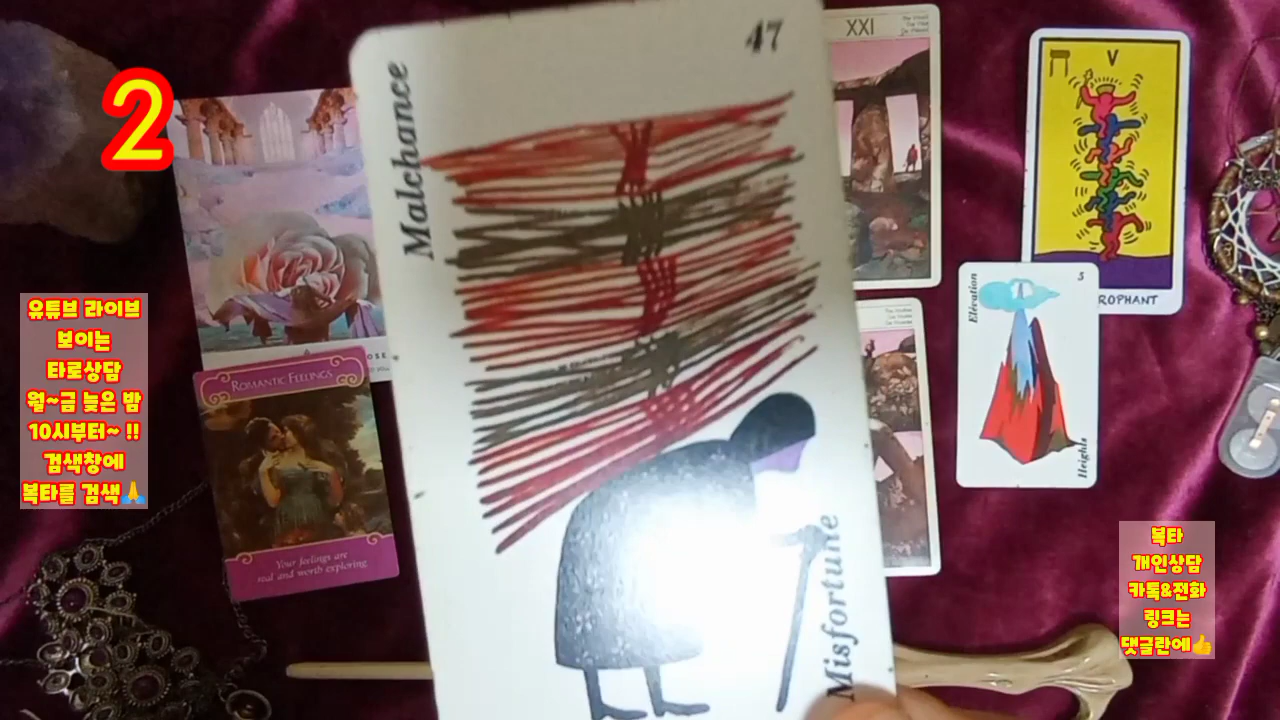 2
유튜브 라이브
보이는
타로상담
월~금 늦은 밤
10시부터~ !!
검색창에
복타를 검색🙏
OSE
ROMANTIC FEELINGS
Your feelings are
real and worth exploring
47
Malchance
Misfortune
XXI
V
ROPHANT
5
Elévation
Heights
복타
개인상담
카톡&전화
링크는
댓글란에👍